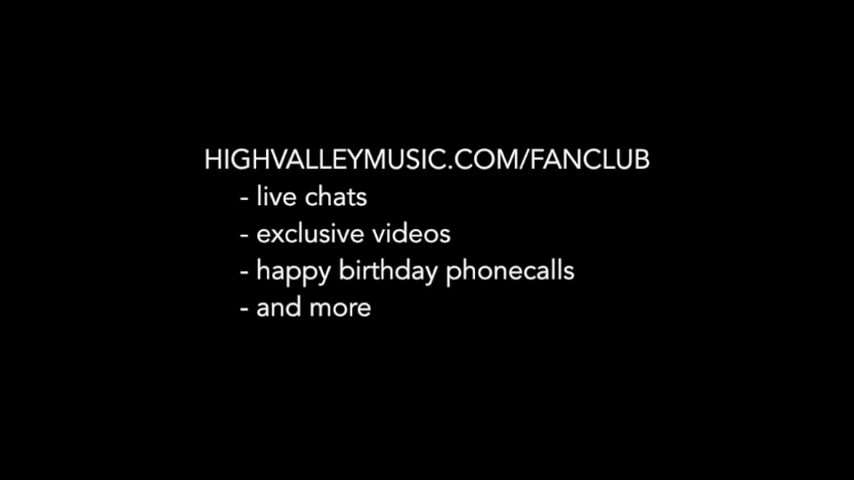 HIGHVALLEYMUSIC.COM/FANCLUB
- live chats
- exclusive videos
- happy birthday phonecalls
- and more